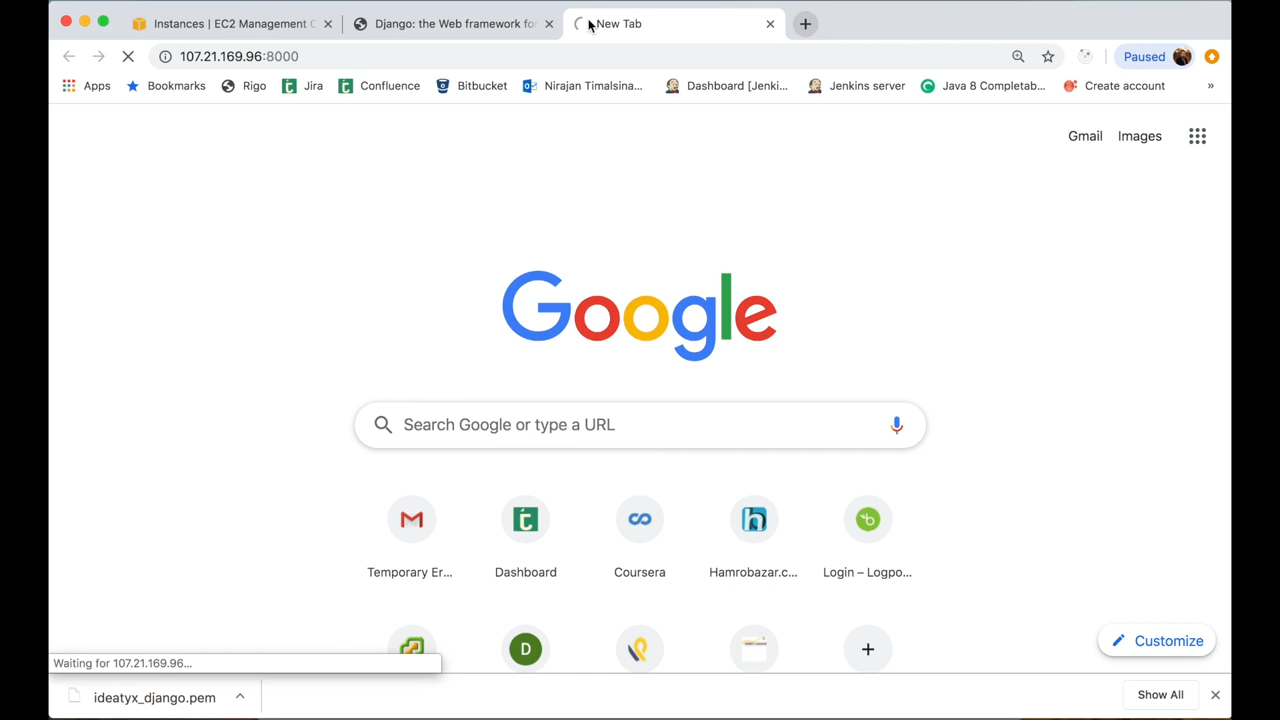 Instances | EC2 Management C
Django: the Web framework for
New Tab
107.21.169.96:8000
Paused
Apps
Bookmarks
Rigo
Jira
Confluence
Bitbucket
Nirajan Timalsina...
Dashboard [Jenki...
Jenkins server
Java 8 Completab...
Create account
»
Gmail
Images
Google
Search Google or type a URL
Temporary Er...
Dashboard
Coursera
Hamrobazar.c...
Login – Logpo...
D
Customize
Waiting for 107.21.169.96...
ideatyx_django.pem
Show All